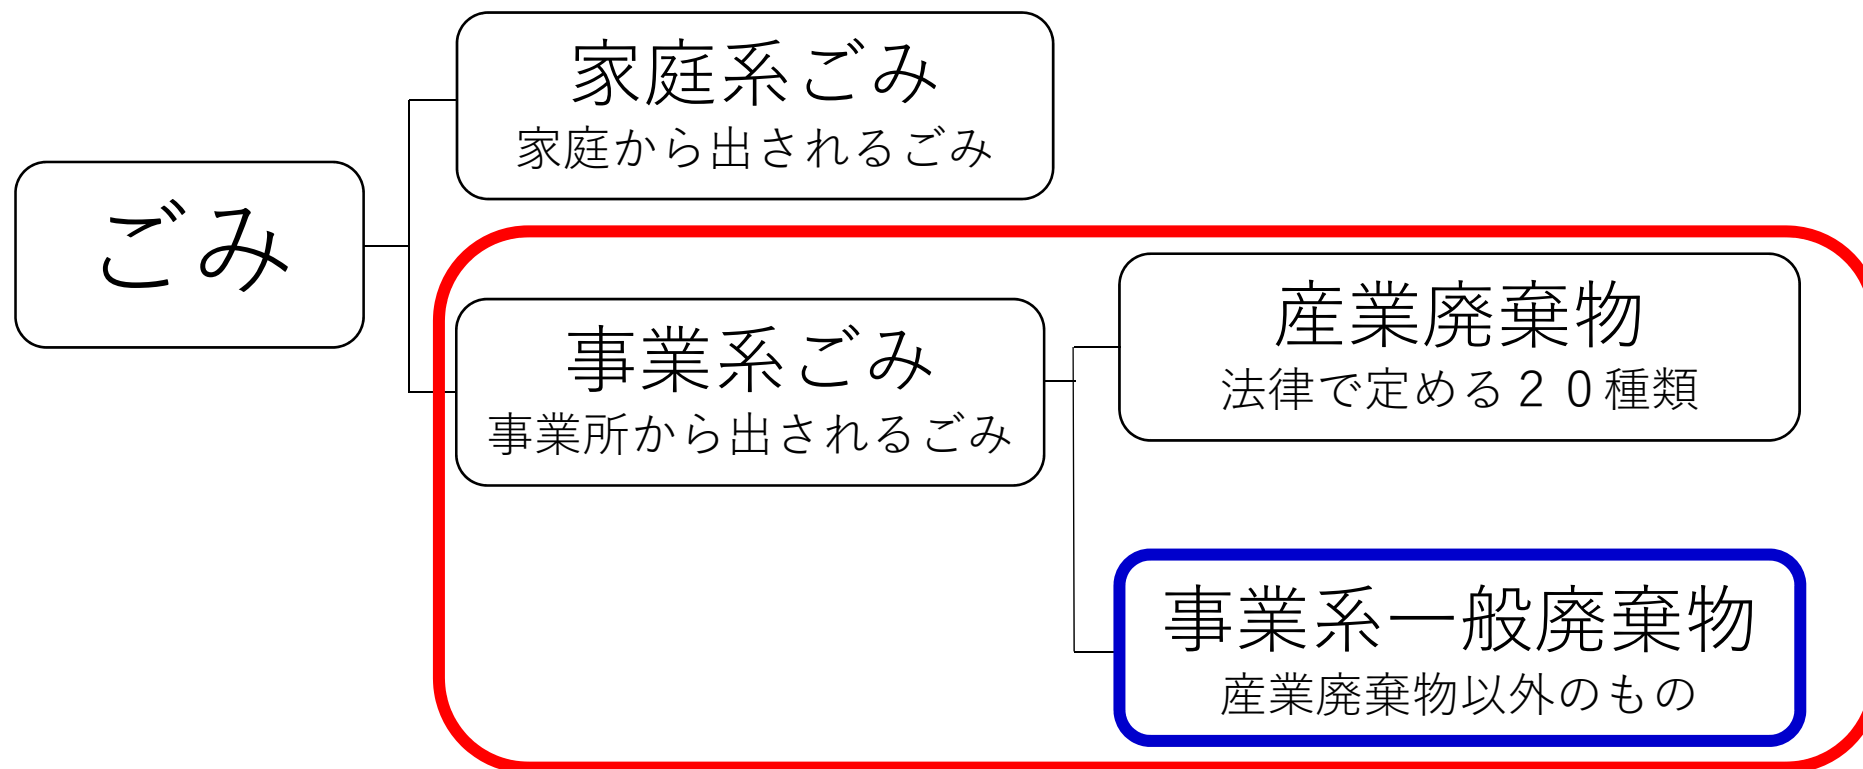 家庭系ごみ
家庭から出されるごみ
ごみ
事業系ごみ
事業所から出されるごみ
産業廃棄物
法律で定める２０種類
事業系一般廃棄物
産業廃棄物以外のもの